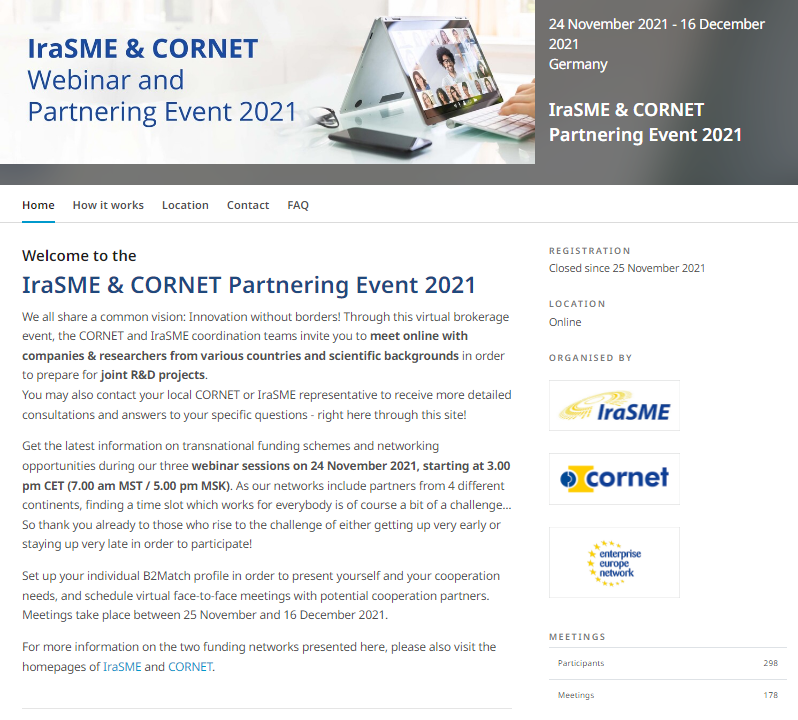 IraSME & CORNET
Webinar and
Partnering Event 2021
24 November 2021 - 16 December
2021
Germany
IraSME & CORNET
Partnering Event 2021
Home How it works Location Contact FAQ
Welcome to the
IraSME & CORNET Partnering Event 2021
We all share a common vision: Innovation without borders! Through this virtual brokerage
event, the CORNET and IraSME coordination teams invite you to meet online with
companies & researchers from various countries and scientific backgrounds in order
to prepare for joint R&D projects.
You may also contact your local CORNET or IraSME representative to receive more detailed
consultations and answers to your specific questions - right here through this site!
Get the latest information on transnational funding schemes and networking
opportunities during our three webinar sessions on 24 November 2021, starting at 3.00
pm CET (7.00 am MST / 5.00 pm MSK). As our networks include partners from 4 different
continents, finding a time slot which works for everybody is of course a bit of a challenge...
So thank you already to those who rise to the challenge of either getting up very early or
staying up very late in order to participate!
Set up your individual B2Match profile in order to present yourself and your cooperation
needs, and schedule virtual face-to-face meetings with potential cooperation partners.
Meetings take place between 25 November and 16 December 2021.
For more information on the two funding networks presented here, please also visit the
homepages of IraSME and CORNET.
REGISTRATION
Closed since 25 November 2021
LOCATION
Online
ORGANISED BY
IraSME
cornet
enterprise
europe
network
MEETINGS
Participants 298
Meetings 178